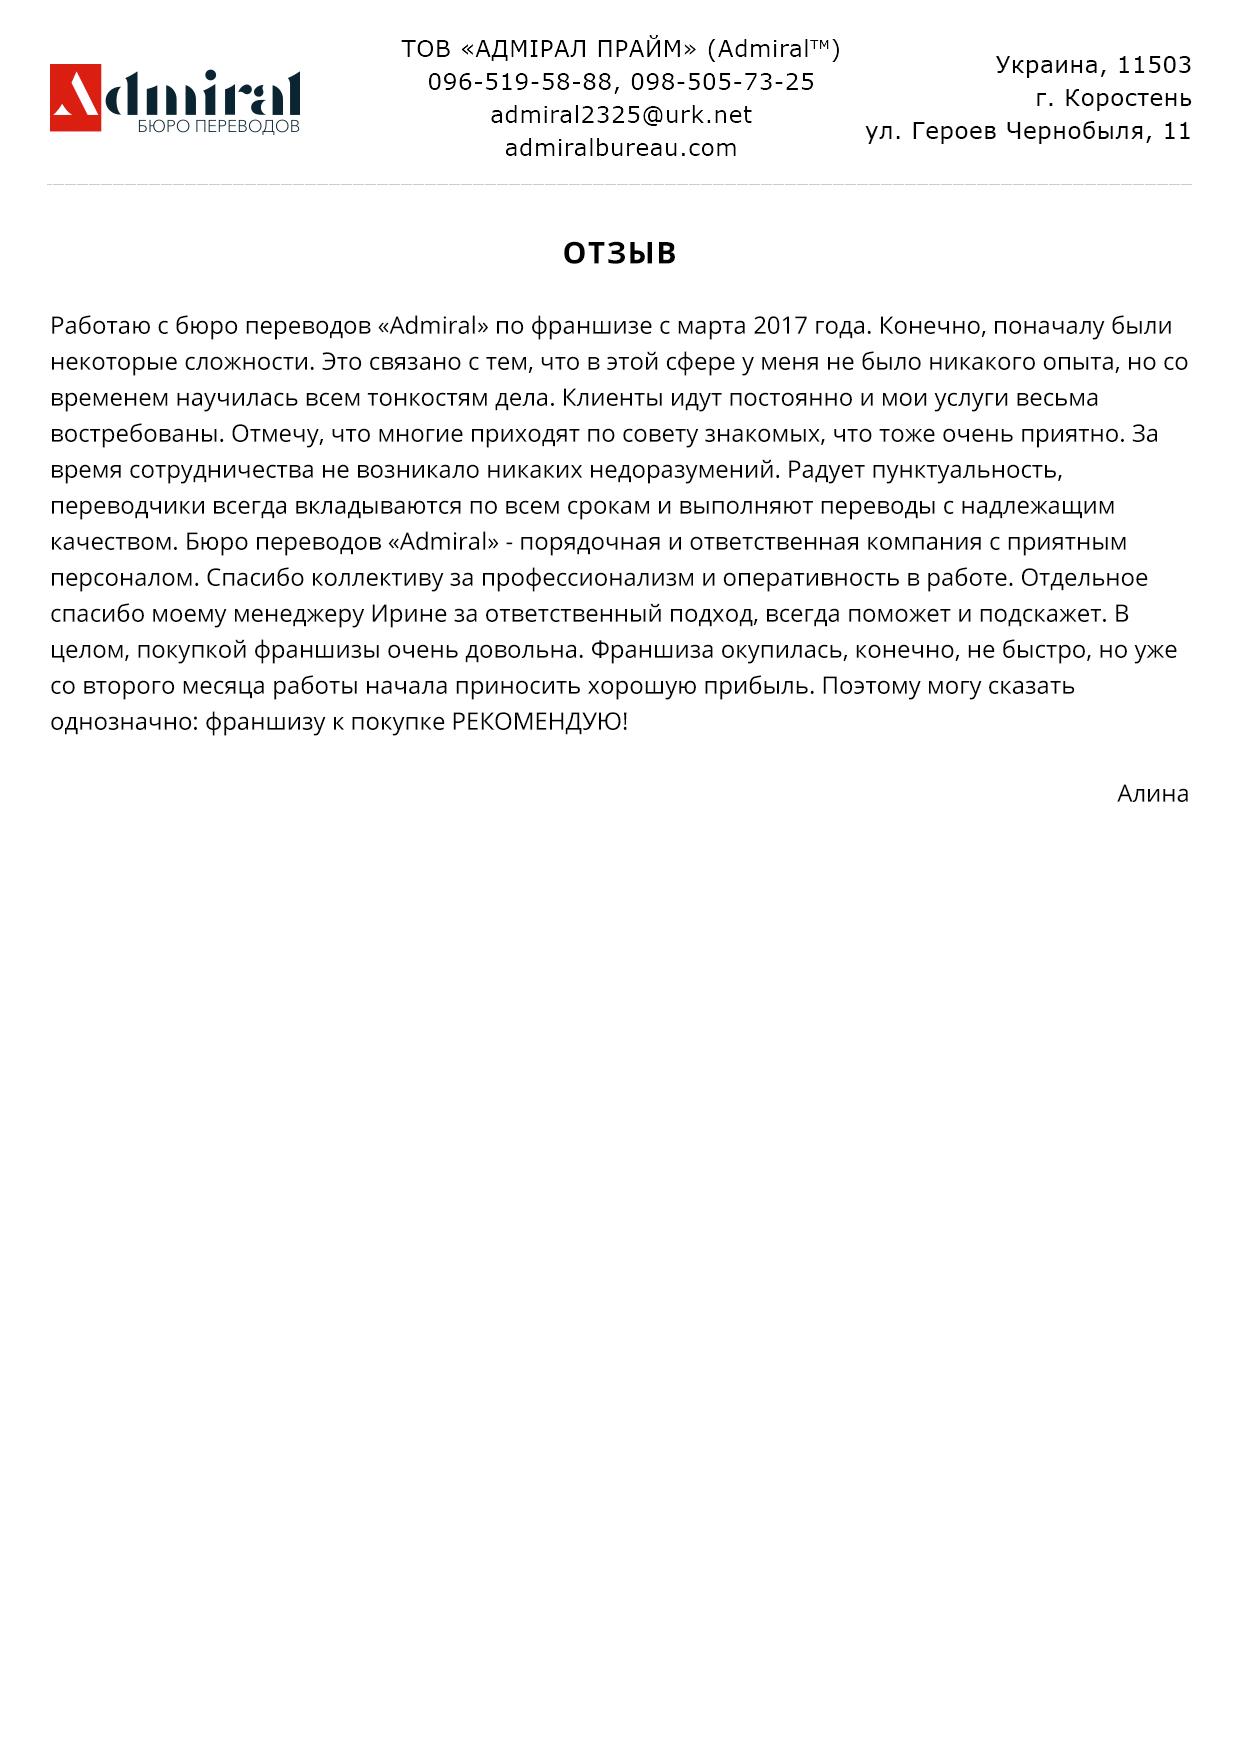 Admiral
БЮРО ПЕРЕВОДОВ
ТОВ «АДМІРАЛ ПРАЙМ» (Admiral™)
096-519-58-88, 098-505-73-25
admiral2325@urk.net
admiralbureau.com
Украина, 11503
г. Коростень
ул. Героев Чернобыля, 11
ОТЗЫВ
Работаю с бюро переводов «Admiral» по франшизе с марта 2017 года. Конечно, поначалу были
некоторые сложности. Это связано с тем, что в этой сфере у меня не было никакого опыта, но со
временем научилась всем тонкостям дела. Клиенты идут постоянно и мои услуги весьма
востребованы. Отмечу, что многие приходят по совету знакомых, что тоже очень приятно. За
время сотрудничества не возникало никаких недоразумений. Радует пунктуальность,
переводчики всегда вкладываются по всем срокам и выполняют переводы с надлежащим
качеством. Бюро переводов «Admiral» - порядочная и ответственная компания с приятным
персоналом. Спасибо коллективу за профессионализм и оперативность в работе. Отдельное
спасибо моему менеджеру Ирине за ответственный подход, всегда поможет и подскажет. В
целом, покупкой франшизы очень довольна. Франшиза окупилась, конечно, не быстро, но уже
со второго месяца работы начала приносить хорошую прибыль. Поэтому могу сказать
однозначно: франшизу к покупке РЕКОМЕНДУЮ!
Алина